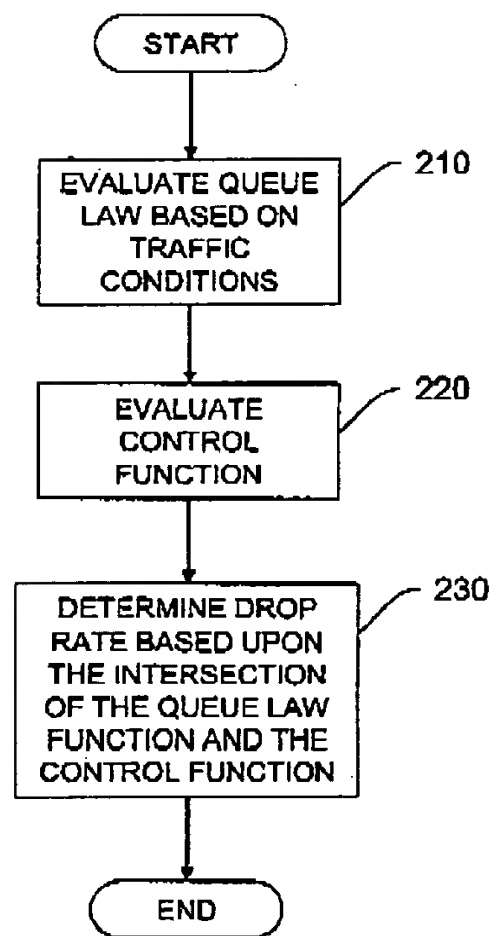 START
EVALUATE QUEUE
LAW BASED ON
TRAFFIC
CONDITIONS
210
EVALUATE
CONTROL
FUNCTION
220
DETERMINE DROP
RATE BASED UPON
THE INTERSECTION
OF THE QUEUE LAW
FUNCTION AND THE
CONTROL FUNCTION
230
END